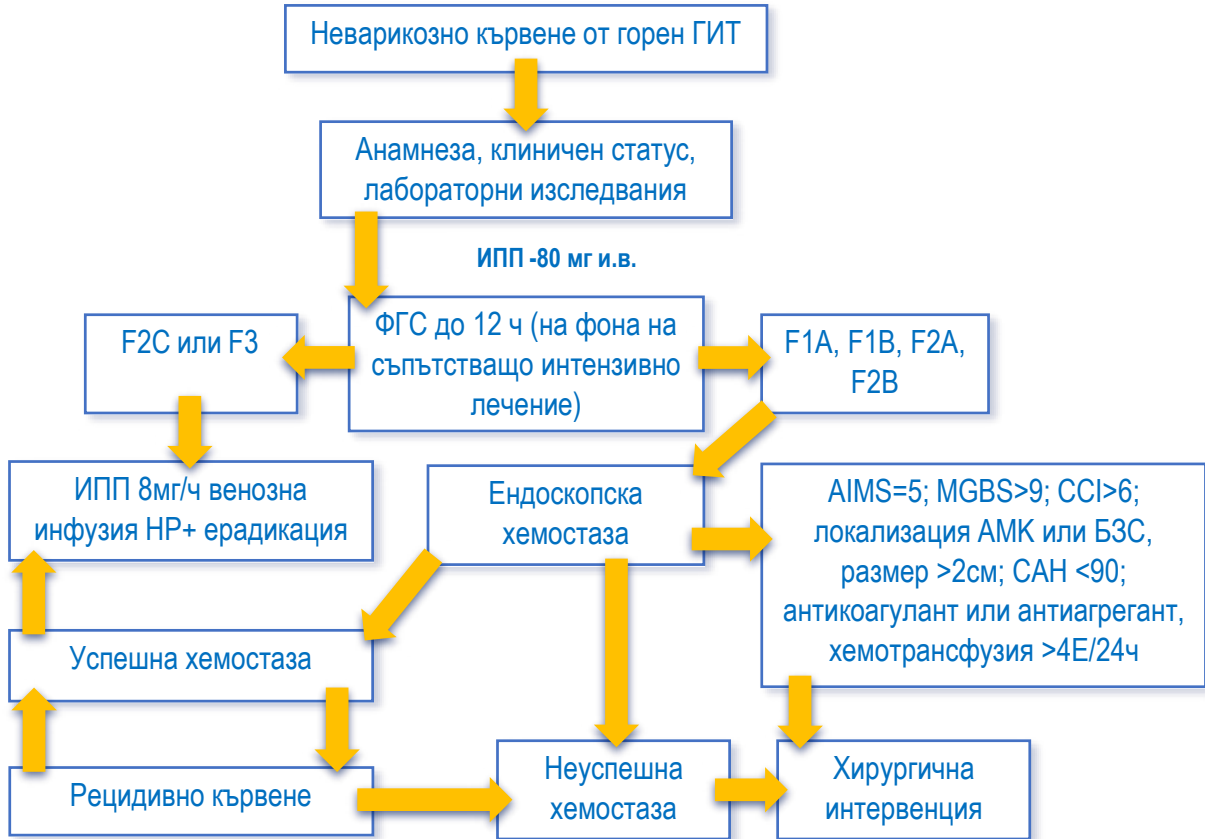 Неварикозно кървене от горен ГИТ
Анамнеза, клиничен статус,
лабораторни изследвания
ИПП -80 мг и.в.
F2C или F3
ФГС до 12 ч (на фона на
съпътстващо интензивно
лечение)
F1A, F1B, F2A,
F2B
ИПП 8мг/ч венозна
инфузия HP+ ерадикация
Ендоскопска
хемостаза
AIMS=5; MGBS>9; CCI>6;
локализация АМК или БЗС,
размер >2см; САН <90;
антикоагулант или антиагрегант,
хемотрансфузия >4Е/24ч
Успешна хемостаза
Рецидивно кървене
Неуспешна
хемостаза
Хирургична
интервенция